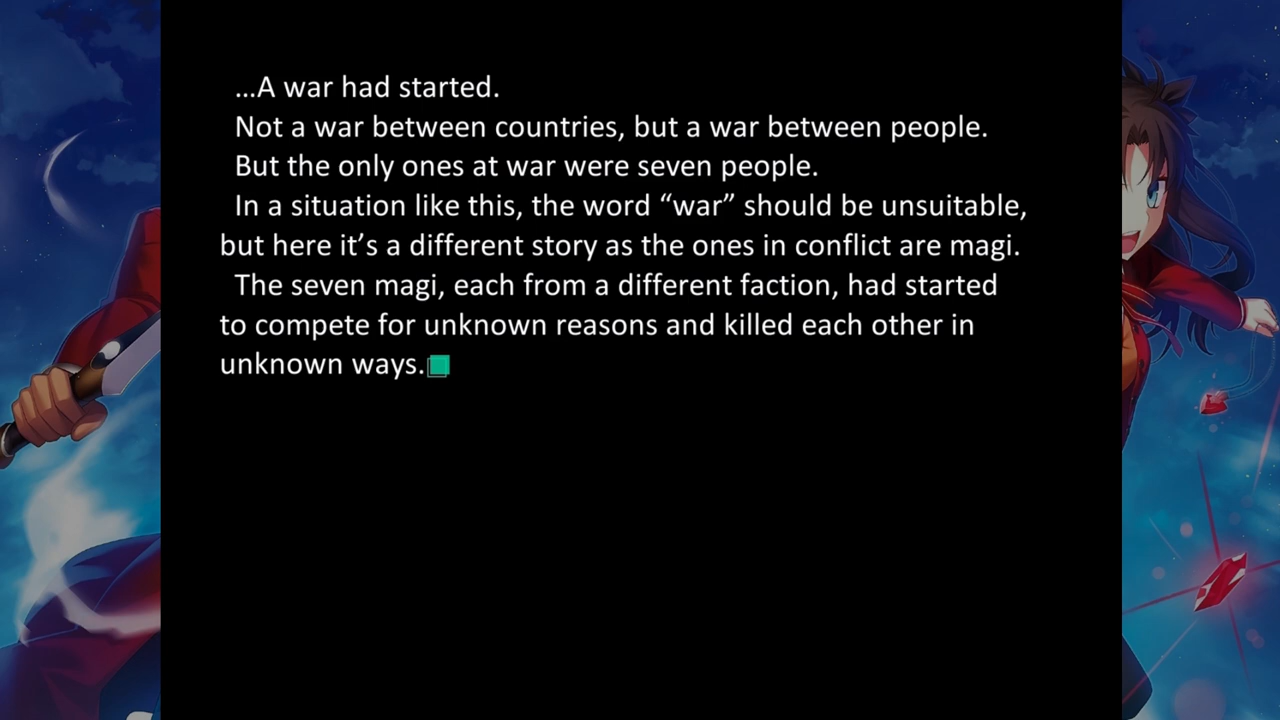 …A war had started.
Not a war between countries, but a war between people.
But the only ones at war were seven people.
In a situation like this, the word “war” should be unsuitable,
but here it’s a different story as the ones in conflict are magi.
The seven magi, each from a different faction, had started
to compete for unknown reasons and killed each other in
unknown ways.